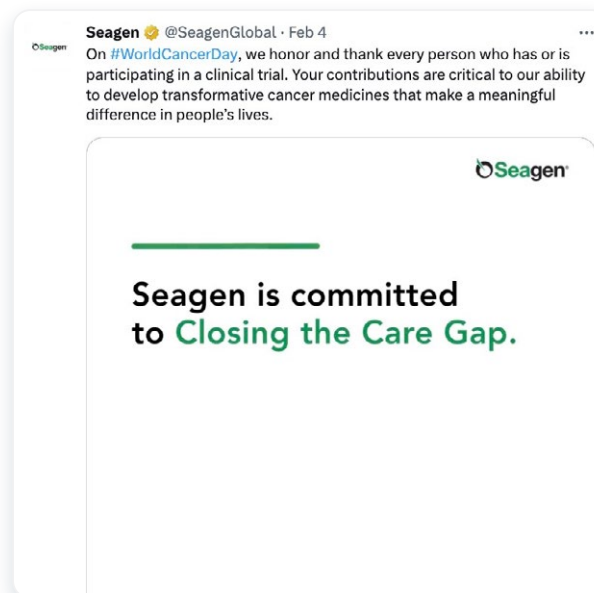 Seagen @SeagenGlobal · Feb 4
Seagen
On #WorldCancerDay, we honor and thank every person who has or is
participating in a clinical trial. Your contributions are critical to our ability
to develop transformative cancer medicines that make a meaningful
difference in people’s lives.
Seagen
Seagen is committed
to Closing the Care Gap.